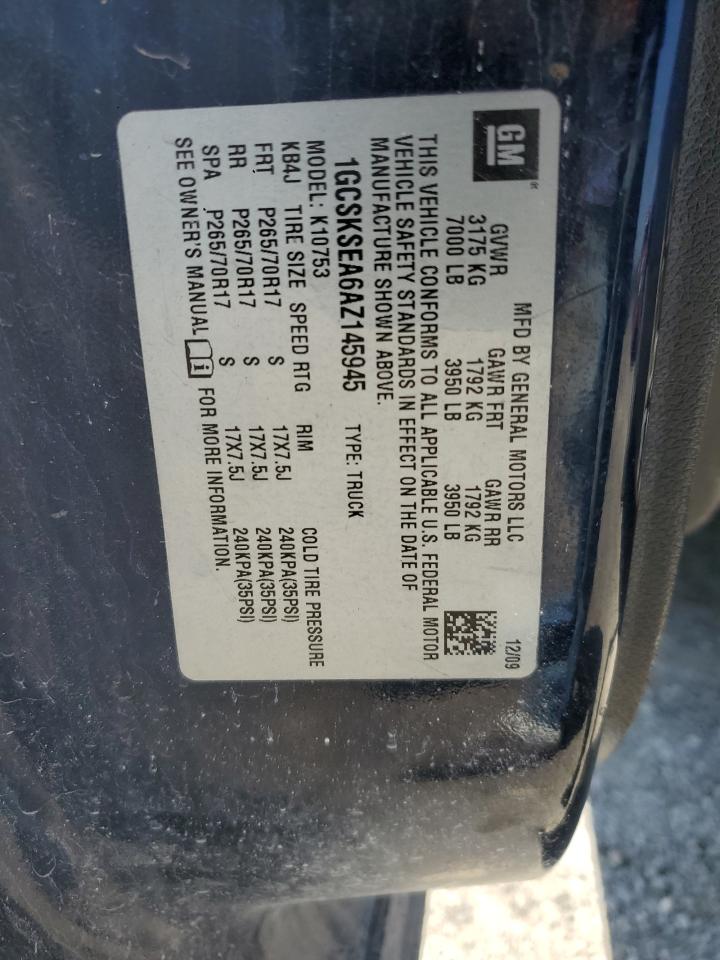 GM
MFD BY GENERAL MOTORS LLC 12/09
GVWR GAWR FRT GAWR RR
3175 KG 1792 KG 1792 KG
7000 LB 3950 LB 3950 LB
THIS VEHICLE CONFORMS TO ALL APPLICABLE U.S. FEDERAL MOTOR
VEHICLE SAFETY STANDARDS IN EFFECT ON THE DATE OF
MANUFACTURE SHOWN ABOVE.
1GCSKSEA6AZ145945 TYPE: TRUCK
MODEL: K10753
KB4J TIRE SIZE SPEED RTG RIM COLD TIRE PRESSURE
FRT P265/70R17 S 17X7.5J 240KPA(35PSI)
RR P265/70R17 S 17X7.5J 240KPA(35PSI)
SPA P265/70R17 S 17X7.5J 240KPA(35PSI)
SEE OWNER'S MANUAL i FOR MORE INFORMATION.